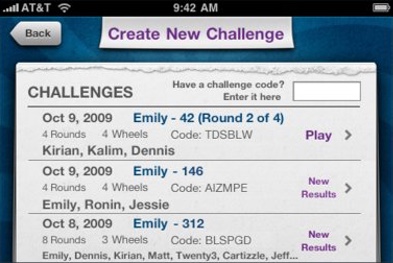 AT&T 9:42 AM
Back Create New Challenge
CHALLENGES Have a challenge code?
Enter it here
Oct 9, 2009 Emily - 42 (Round 2 of 4)
4 Rounds 4 Wheels Code: TDSBLW Play
Kirian, Kalim, Dennis
Oct 9, 2009 Emily - 146
4 Rounds 4 Wheels Code: AIZMPE New Results
Emily, Ronin, Jessie
Oct 8, 2009 Emily - 312
8 Rounds 3 Wheels Code: BLSPGD New Results
Emily, Dennis, Kirian, Matt, Twenty3, Cartizzle, Jeff...